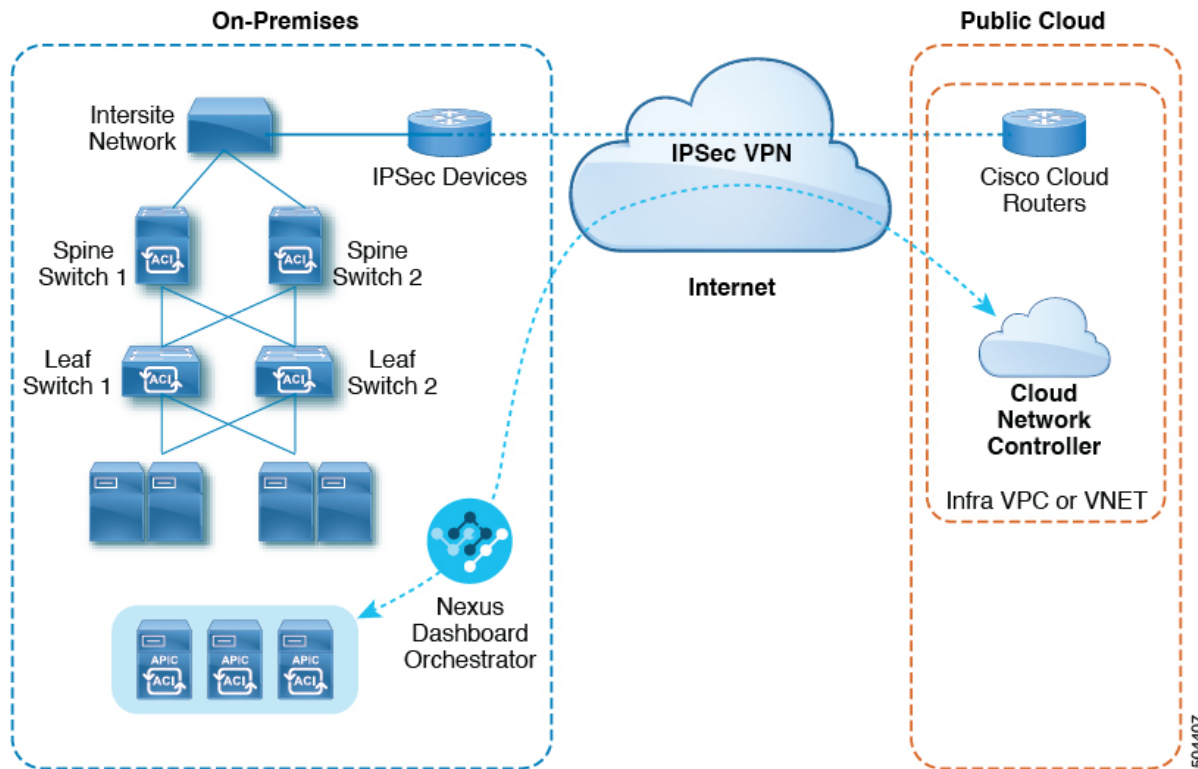 On-Premises
Public Cloud
Intersite
Network
IPSec Devices
IPSec VPN
Cisco Cloud
Routers
Spine
Switch 1
ACI
ACI
Spine
Switch 2
Internet
Leaf
Switch 1
ACI
ACI
Leaf
Switch 2
Cloud
Network
Controller
Infra VPC or VNET
Nexus
Dashboard
Orchestrator
APIC
ACI
APIC
ACI
APIC
ACI